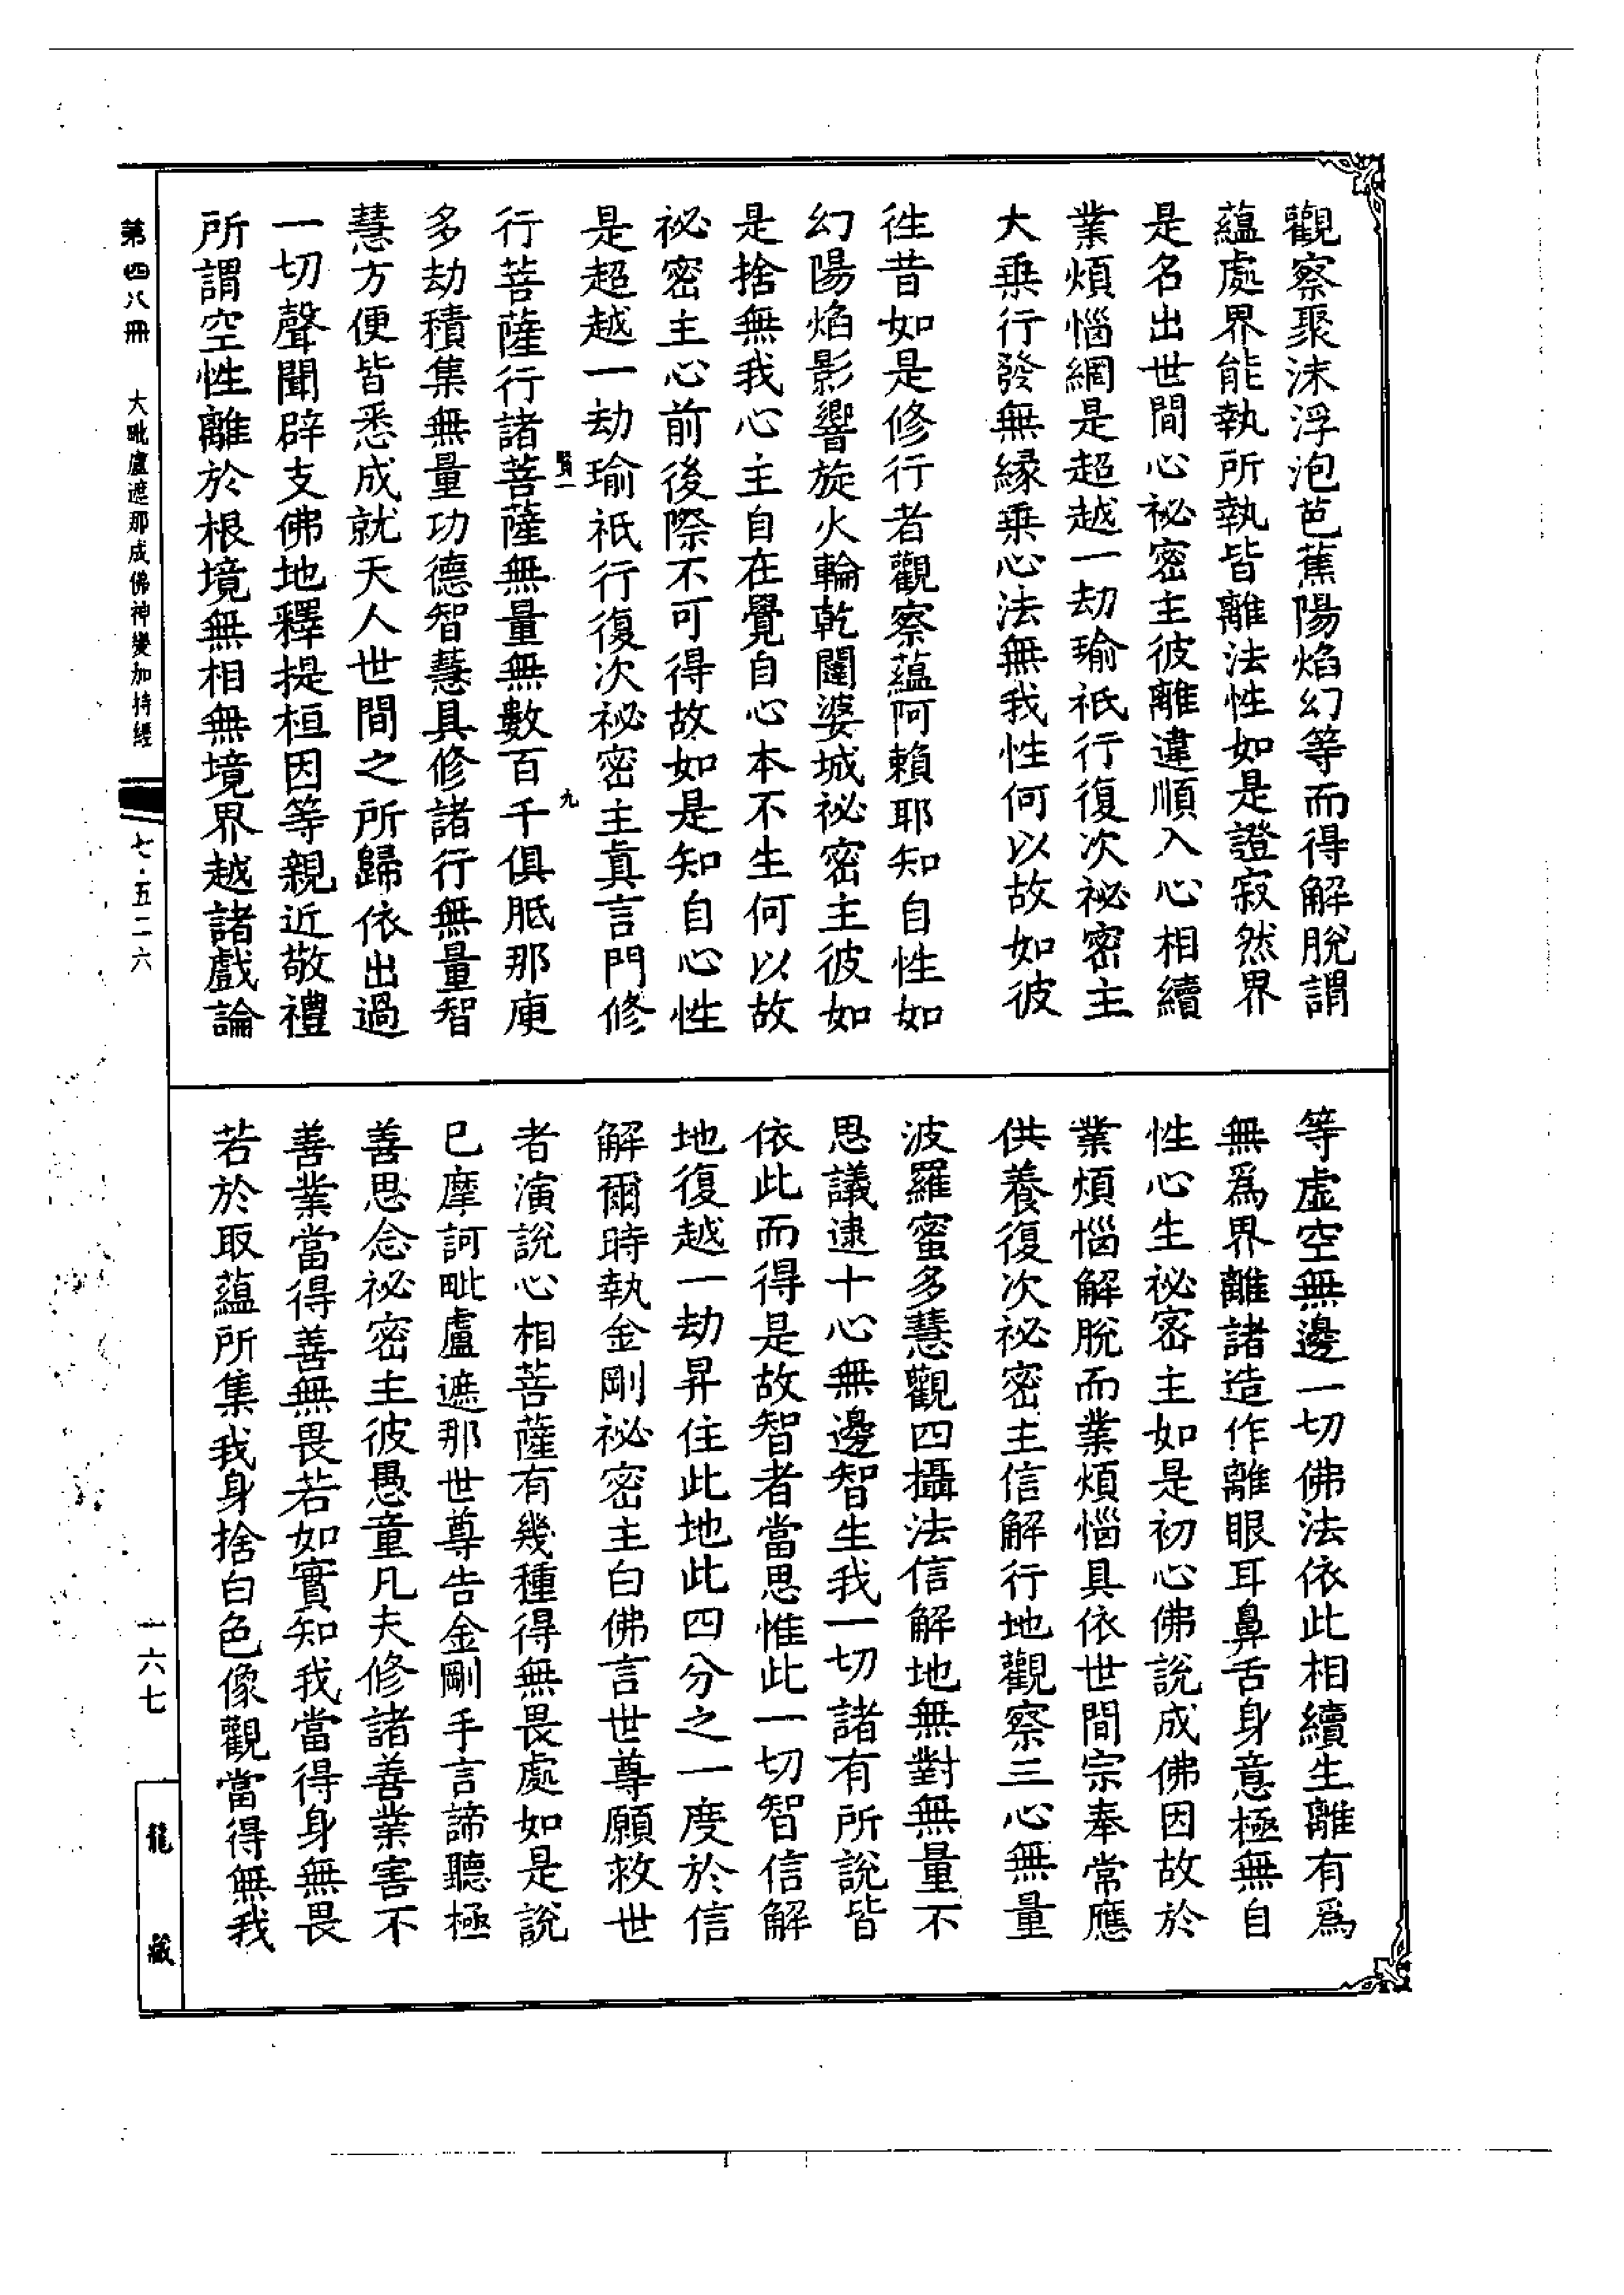 觀察聚沫浮泡芭蕉陽焰幻等而得解脫謂
蘊處界能執所執皆離法性如是證寂然界
是名出世間心祕密主彼離違順入心相續
業煩惱網是超越一劫瑜祇行復次祕密主
大乗行發無緣乗心法無我性何以故如彼
徃昔如是修行者觀察蘊阿賴耶知自性如
幻陽焰影響旋火輪乾闥婆城祕密主彼如
是捨無我心主自在覺自心本不生何以故
祕密主心前後際不可得故如是知自心性
是超越一劫瑜祇行復次祕密主真言門修
賢一
九
行菩薩行諸菩薩無量無數百千俱胝那庾
多劫積集無量功德智慧具修諸行無量智
慧方便皆悉成就天人世間之所歸依出過
一切聲聞辟支佛地釋提桓因等親近敬禮
所謂空性離於根境無相無境界越諸戲論
等虛空無邊一切佛法依此相續生離有爲
無爲界離諸造作離眼耳鼻舌身意極無自
性心生祕密主如是初心佛說成佛因故於
業煩惱解脫而業煩惱具依世間宗奉常應
供養復次祕密主信解行地觀察三心無量
波羅蜜多慧觀四攝法信解地無對無量不
思議逮十心無邊智生我一切諸有所說皆
依此而得是故智者當思惟此一切智信解
地復越一劫昇住此地此四分之一度於信
解爾時執金剛祕密主白佛言世尊願救世
者演說心相菩薩有幾種得無畏處如是說
已摩訶毗盧遮那世尊告金剛手言諦聽極
善思念祕密主彼愚童凡夫修諸善業害不
善業當得善無畏若如實知我當得身無畏
若於取蘊所集我身捨自色像觀當得無我
第四八冊
大毗盧遮那成佛神變加持經
七·五二六
一六七
龍藏